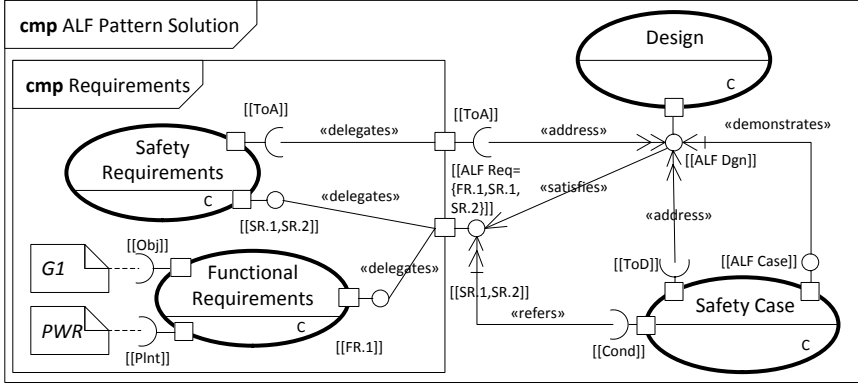 cmp ALF Pattern Solution
Design
C
cmp Requirements
[[ToA]]
[[ToA]]
«delegates»
«address»
«demonstrates»
Safety
Requirements
C
[[ALF Req=
{FR.1,SR.1,
SR.2}]]
[[ALF Dgn]]
«satisfies»
«delegates»
[[SR.1,SR.2]]
«address»
[[Obj]]
G1
Functional
Requirements
C
«delegates»
[[ToD]]
[[ALF Case]]
[[SR.1,SR.2]]
Safety Case
C
PWR
«refers»
[[Plnt]]
[[FR.1]]
[[Cond]]